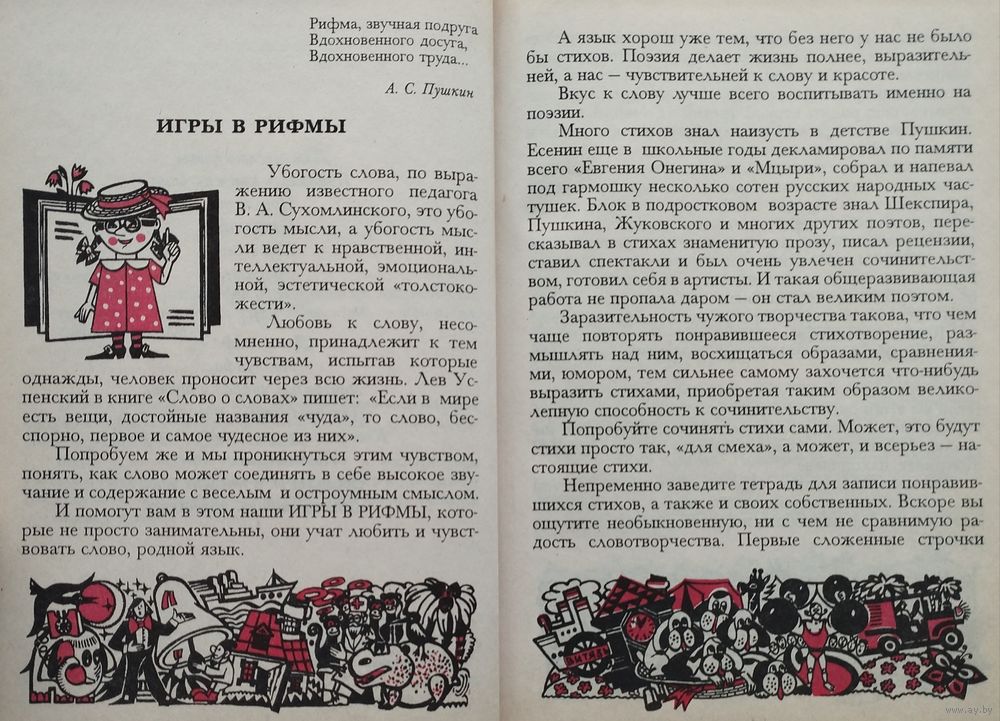 Рифма, звучная подруга
Вдохновенного досуга,
Вдохновенного труда...
А. С. Пушкин
ИГРЫ В РИФМЫ
Убогость слова, по выра-
жению известного педагога
В. А. Сухомлинского, это убо-
гость мысли, а убогость мыс-
ли ведет к нравственной, ин-
теллектуальной, эмоциональ-
ной, эстетической «толстоко-
жести».
Любовь к слову, несо-
мненно, принадлежит к тем
чувствам, испытав которые
однажды, человек проносит через всю жизнь. Лев Ус-
пенский в книге «Слово о словах» пишет: «Если в мире
есть вещи, достойные названия «чуда», то слово, бес-
спорно, первое и самое чудесное из них».
Попробуем же и мы проникнуться этим чувством,
понять, как слово может соединять в себе высокое зву-
чание и содержание с веселым и остроумным смыслом.
И помогут вам в этом наши ИГРЫ В РИФМЫ, кото-
рые не просто занимательны, они учат любить и чувст-
вовать слово, родной язык.
А язык хорош уже тем, что без него у нас не было
бы стихов. Поэзия делает жизнь полнее, выразитель-
ней, а нас — чувствительней к слову и красоте.
Вкус к слову лучше всего воспитывать именно на
поэзии.
Много стихов знал наизусть в детстве Пушкин.
Есенин еще в школьные годы декламировал по памяти
всего «Евгения Онегина» и «Мцыри», собрал и напевал
под гармошку несколько сотен русских народных час-
тушек. Блок в подростковом возрасте знал Шекспира,
Пушкина, Жуковского и многих других поэтов, пере-
сказывал в стихах знаменитую прозу, писал рецензии,
ставил спектакли и был очень увлечен сочинительст-
вом, готовил себя в артисты. И такая общеразвивающая
работа не пропала даром — он стал великим поэтом.
Заразительность чужого творчества такова, что чем
чаще повторять понравившееся стихотворение, раз-
мышлять над ним, восхищаться образами, сравнения-
ми, юмором, тем сильнее самому захочется что-нибудь
выразить стихами, приобретая таким образом велико-
лепную способность к сочинительству.
Попробуйте сочинять стихи сами. Может, это будут
стихи просто так, «для смеха», а может, и всерьез — на-
стоящие стихи.
Непременно заведите тетрадь для записи понравив-
шихся стихов, а также и своих собственных. Вскоре вы
ощутите необыкновенную, ни с чем не сравнимую ра-
дость словотворчества. Первые сложенные строчки
ВИТЯЗЬ
www.ay.by